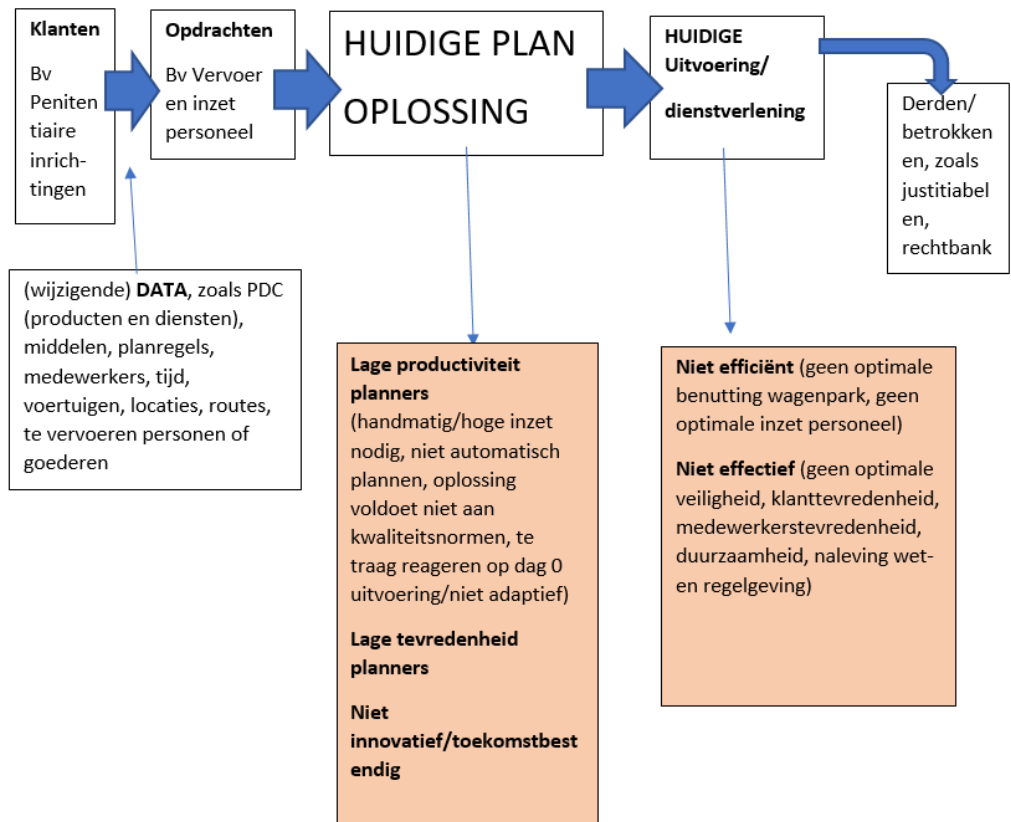 Klanten
Bv
Peniten
tiaire
inrich-
tingen
Opdrachten
Bv Vervoer
en inzet
personeel
HUIDIGE PLAN
OPLOSSING
HUIDIGE
Uitvoering/
dienstverlening
Derden/
betrokken
en, zoals
justitiabel
en,
rechtbank
(wijzigende) DATA, zoals PDC
(producten en diensten),
middelen, planregels,
medewerkers, tijd,
voertuigen, locaties, routes,
te vervoeren personen of
goederen
Lage productiviteit
planners
(handmatig/hoge inzet
nodig, niet automatisch
plannen, oplossing
voldoet niet aan
kwaliteitsnormen, te
traag reageren op dag 0
uitvoering/niet adaptief)
Lage tevredenheid
planners
Niet
innovatief/toekomstbest
endig
Niet efficiënt (geen optimale
benutting wagenpark, geen
optimale inzet personeel)
Niet effectief (geen optimale
veiligheid, klanttevredenheid,
medewerkerstevredenheid,
duurzaamheid, naleving wet-
en regelgeving)